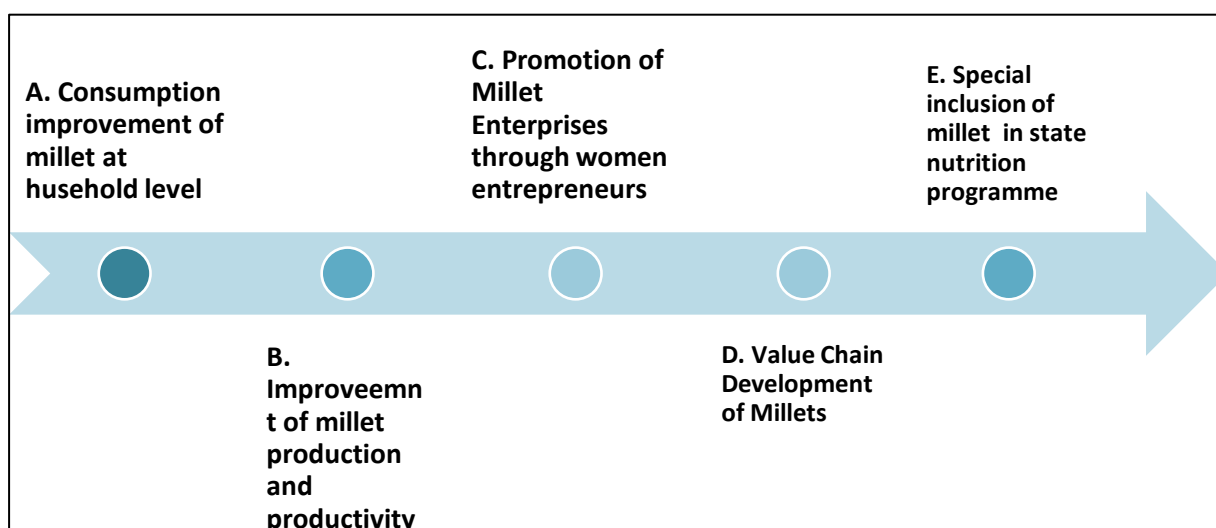 A. Consumption
improvement of
millet at
husehold level
B.
Improveemn
t of millet
production
and
productivity
C. Promotion of
Millet
Enterprises
through women
entrepreneurs
D. Value Chain
Development
of Millets
E. Special
inclusion of
millet in state
nutrition
programme